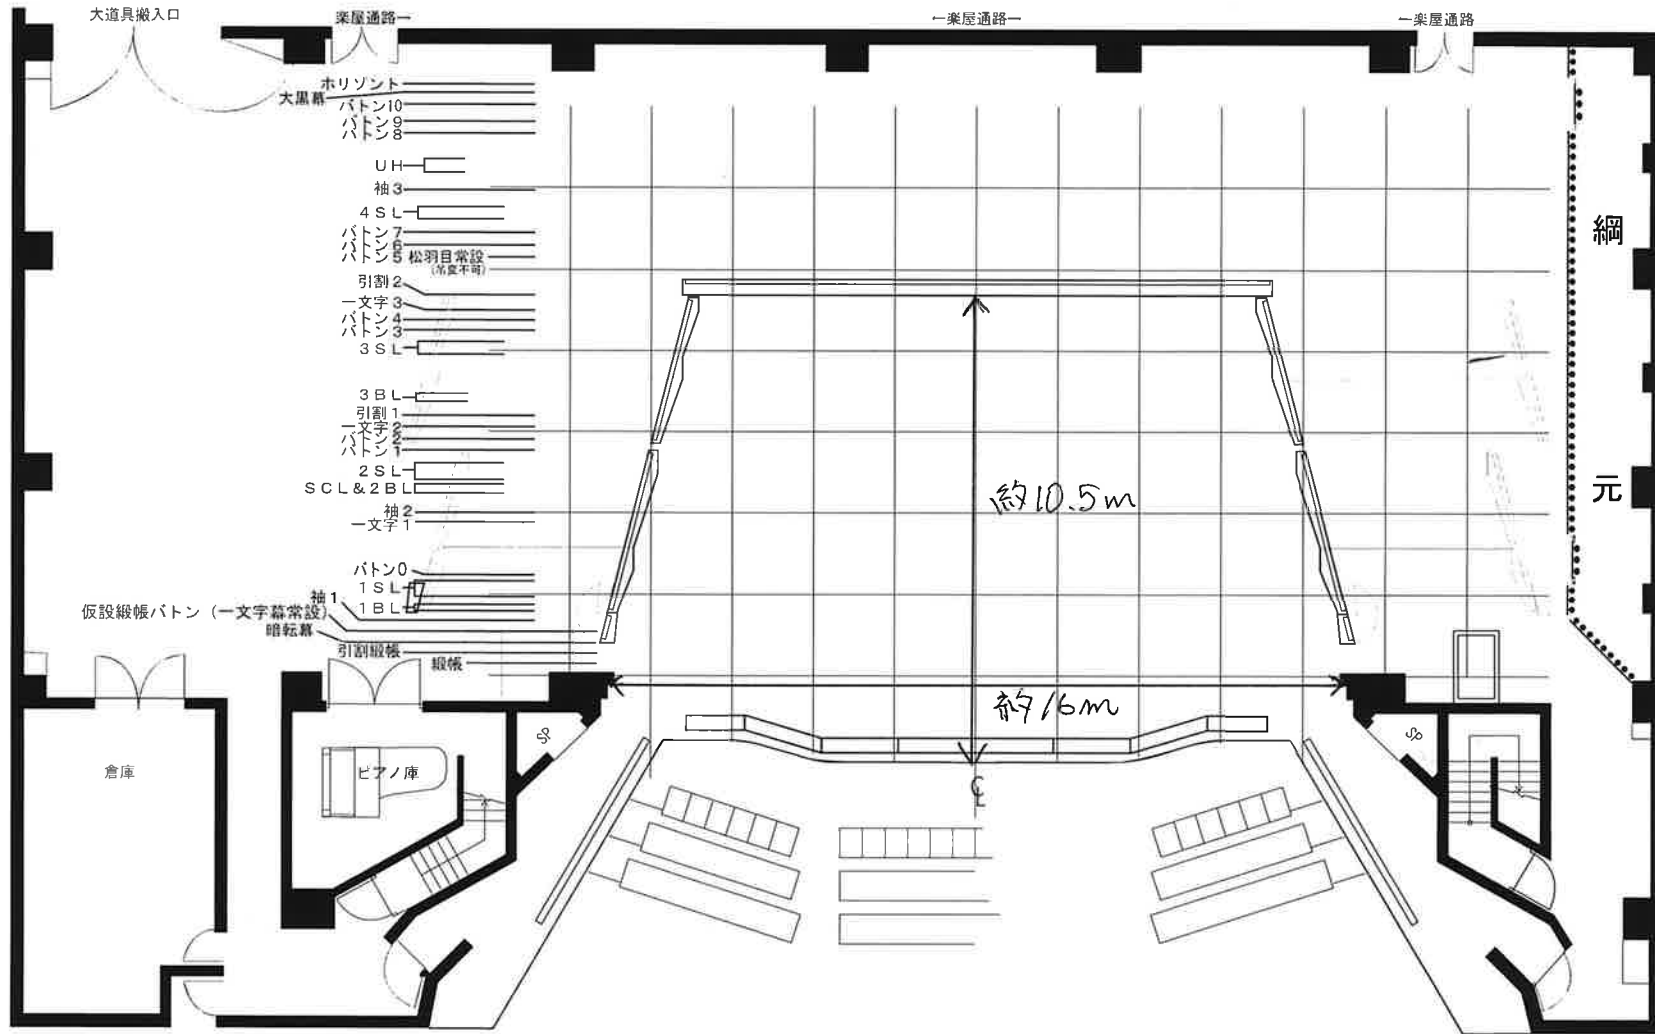 大道具搬入口
楽屋通路→
←楽屋通路→
←楽屋通路
ホリゾント
大黒幕
バトン10
バトン9
バトン8
UH
袖3
4SL
バトン7
バトン6
バトン5 松羽目常設
(吊変不可)
引割2
一文字3
バトン4
バトン3
3SL
3BL
引割1
一文字2
バトン2
バトン1
2SL
SCL&2BL
袖2
一文字1
バトン0
1SL
袖1
1BL
仮設緞帳バトン(一文字幕常設)
暗転幕
引割緞帳
緞帳
綱
元
約10.5m
約16m
SP
SP
倉庫
ピアノ庫
CL